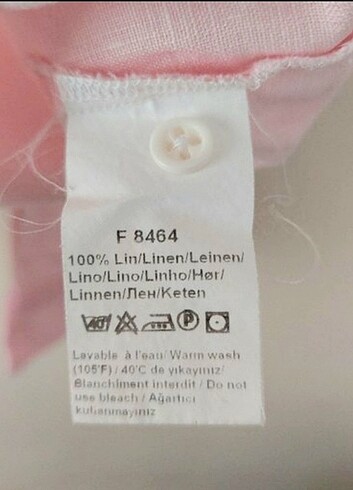 F 8464
100% Lin/Linen/Leinen/
Lino/Lino/Linho/Hør/
Linnen/Лен/Keten
40° P
Lavable à l'eau/ Warm wash
(105'F) / 40'C de yıkayınız/
Blanchiment interdit / Do not
use bleach / Ağartıcı
kullanmayınız